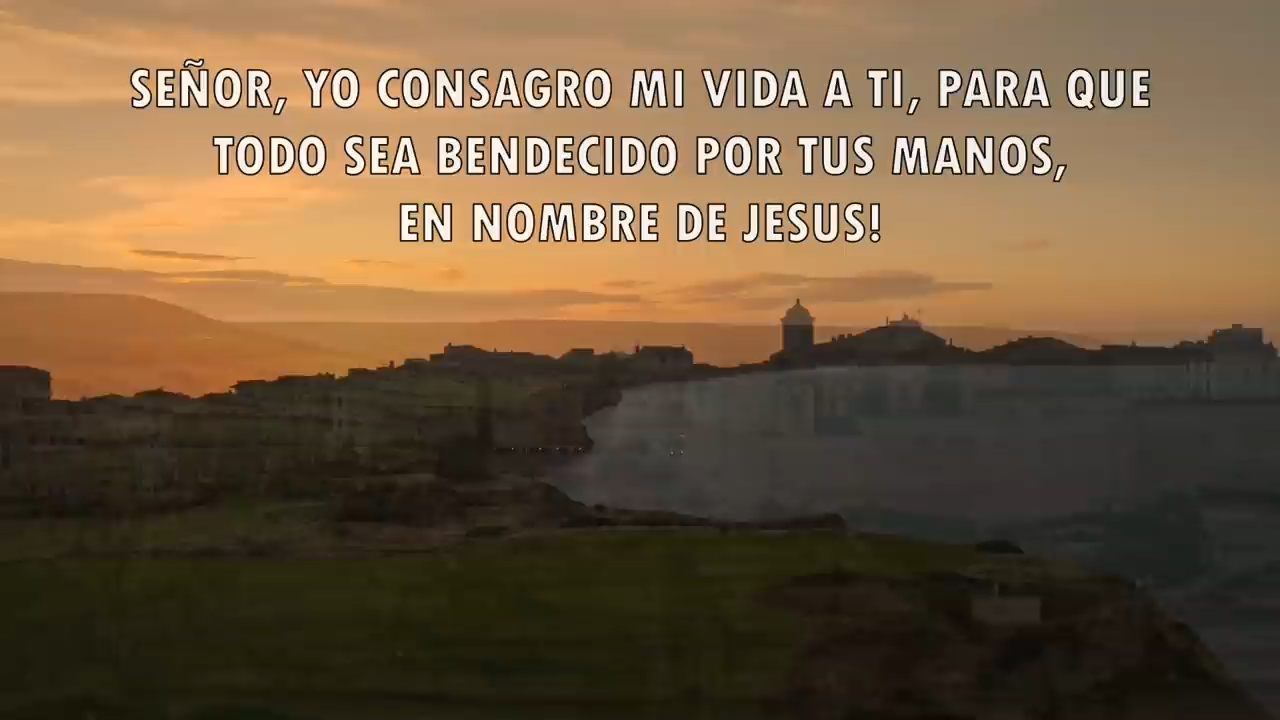 SEÑOR, YO CONSAGRO MI VIDA A TI, PARA QUE
TODO SEA BENDECIDO POR TUS MANOS,
EN NOMBRE DE JESUS!